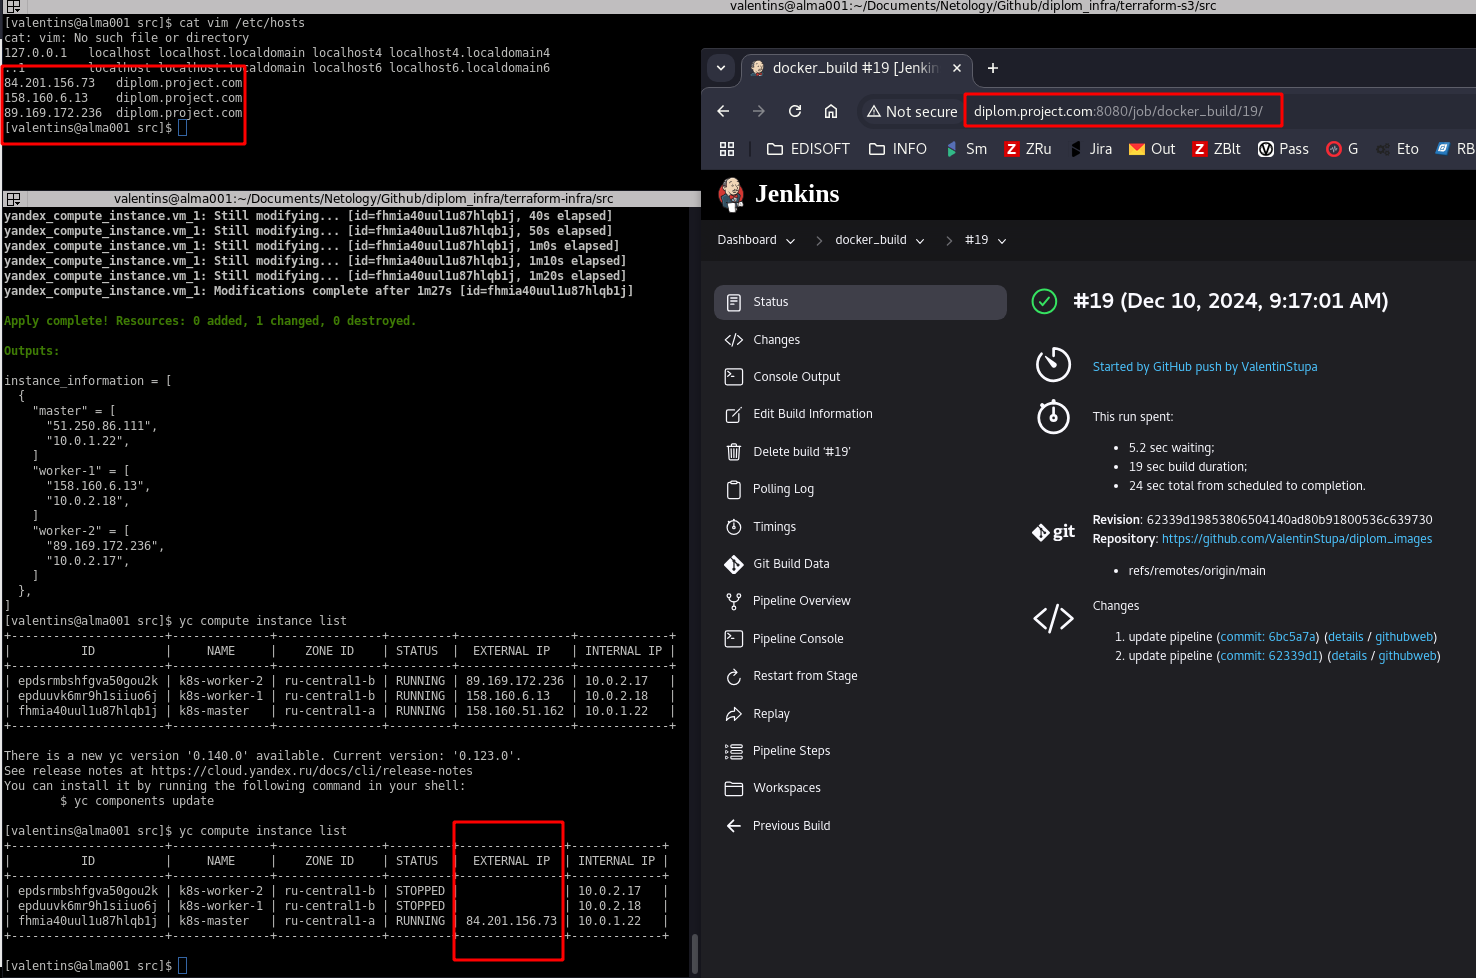 valentins@alma001:~/Documents/Netology/Github/diplom_infra/terraform-s3/src
[valentins@alma001 src]$ cat vim /etc/hosts
cat: vim: No such file or directory
127.0.0.1   localhost localhost.localdomain localhost4 localhost4.localdomain4
::1         localhost localhost.localdomain localhost6 localhost6.localdomain6
84.201.156.73   diplom.project.com
158.160.6.13    diplom.project.com
89.169.172.236  diplom.project.com
[valentins@alma001 src]$
valentins@alma001:~/Documents/Netology/Github/diplom_infra/terraform-infra/src
yandex_compute_instance.vm_1: Still modifying... [id=fhmia40uul1u87hlqb1j, 40s elapsed]
yandex_compute_instance.vm_1: Still modifying... [id=fhmia40uul1u87hlqb1j, 50s elapsed]
yandex_compute_instance.vm_1: Still modifying... [id=fhmia40uul1u87hlqb1j, 1m0s elapsed]
yandex_compute_instance.vm_1: Still modifying... [id=fhmia40uul1u87hlqb1j, 1m10s elapsed]
yandex_compute_instance.vm_1: Still modifying... [id=fhmia40uul1u87hlqb1j, 1m20s elapsed]
yandex_compute_instance.vm_1: Modifications complete after 1m27s [id=fhmia40uul1u87hlqb1j]
Apply complete! Resources: 0 added, 1 changed, 0 destroyed.
Outputs:
instance_information = [
  {
    "master" = [
      "51.250.86.111",
      "10.0.1.22",
    ]
    "worker-1" = [
      "158.160.6.13",
      "10.0.2.18",
    ]
    "worker-2" = [
      "89.169.172.236",
      "10.0.2.17",
    ]
  },
]
[valentins@alma001 src]$ yc compute instance list
+----------------------+--------------+---------------+---------+----------------+-------------+
|          ID          |     NAME     |    ZONE ID    | STATUS  |  EXTERNAL IP   | INTERNAL IP |
+----------------------+--------------+---------------+---------+----------------+-------------+
| epdsrmbshfgva50gou2k | k8s-worker-2 | ru-central1-b | RUNNING | 89.169.172.236 | 10.0.2.17   |
| epduuvk6mr9h1siiuo6j | k8s-worker-1 | ru-central1-b | RUNNING | 158.160.6.13   | 10.0.2.18   |
| fhmia40uul1u87hlqb1j | k8s-master   | ru-central1-a | RUNNING | 158.160.51.162 | 10.0.1.22   |
+----------------------+--------------+---------------+---------+----------------+-------------+
There is a new yc version '0.140.0' available. Current version: '0.123.0'.
See release notes at https://cloud.yandex.ru/docs/cli/release-notes
You can install it by running the following command in your shell:
        $ yc components update
[valentins@alma001 src]$ yc compute instance list
+----------------------+--------------+---------------+---------+---------------+-------------+
|          ID          |     NAME     |    ZONE ID    | STATUS  |  EXTERNAL IP  | INTERNAL IP |
+----------------------+--------------+---------------+---------+---------------+-------------+
| epdsrmbshfgva50gou2k | k8s-worker-2 | ru-central1-b | STOPPED |               | 10.0.2.17   |
| epduuvk6mr9h1siiuo6j | k8s-worker-1 | ru-central1-b | STOPPED |               | 10.0.2.18   |
| fhmia40uul1u87hlqb1j | k8s-master   | ru-central1-a | RUNNING | 84.201.156.73 | 10.0.1.22   |
+----------------------+--------------+---------------+---------+---------------+-------------+
[valentins@alma001 src]$
docker_build #19 [Jenkin
Not secure diplom.project.com:8080/job/docker_build/19/
EDISOFT INFO Sm ZRu Jira Out ZBlt Pass G Eto RB
Jenkins
Dashboard docker_build #19
Status
Changes
Console Output
Edit Build Information
Delete build ‘#19’
Polling Log
Timings
Git Build Data
Pipeline Overview
Pipeline Console
Restart from Stage
Replay
Pipeline Steps
Workspaces
Previous Build
#19 (Dec 10, 2024, 9:17:01 AM)
Started by GitHub push by ValentinStupa
This run spent:
5.2 sec waiting;
19 sec build duration;
24 sec total from scheduled to completion.
git
Revision: 62339d19853806504140ad80b91800536c639730
Repository: https://github.com/ValentinStupa/diplom_images
refs/remotes/origin/main
Changes
1. update pipeline (commit: 6bc5a7a) (details / githubweb)
2. update pipeline (commit: 62339d1) (details / githubweb)